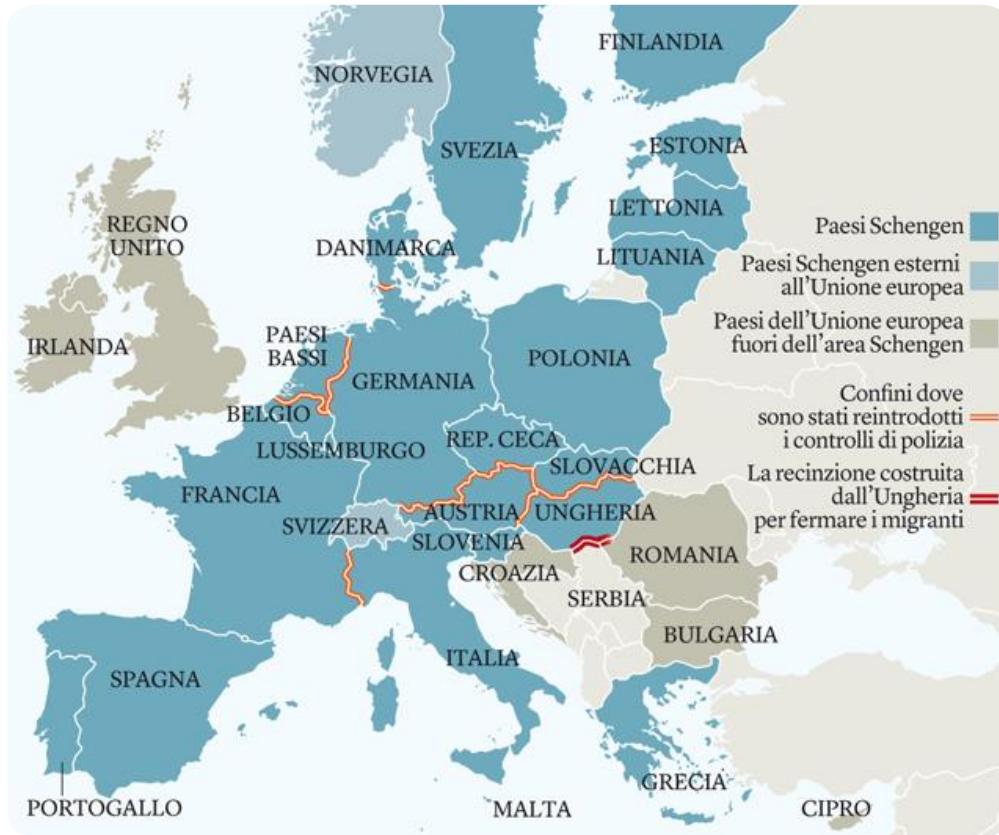 FINLANDIA
NORVEGIA
SVEZIA
ESTONIA
REGNO
UNITO
LETTONIA
DANIMARCA
LITUANIA
Paesi Schengen
Paesi Schengen esterni
all'Unione europea
Paesi dell'Unione europea
fuori dell'area Schengen
IRLANDA
PAESI
BASSI
GERMANIA
POLONIA
Confini dove
sono stati reintrodotti
i controlli di polizia
BELGIO
LUSSEMBURGO
REP. CECA
SLOVACCHIA
La recinzione costruita
dall'Ungheria
per fermare i migranti
FRANCIA
SVIZZERA
AUSTRIA
UNGHERIA
SLOVENIA
ROMANIA
CROAZIA
SERBIA
BULGARIA
ITALIA
SPAGNA
GRECIA
PORTOGALLO
MALTA
CIPRO